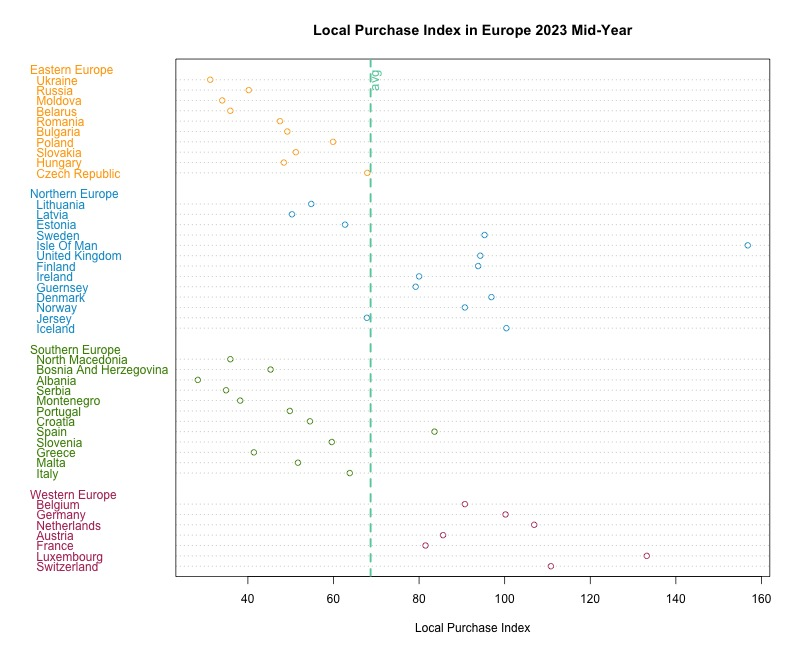 Local Purchase Index in Europe 2023 Mid-Year
avg
Eastern Europe
Ukraine
Russia
Moldova
Belarus
Romania
Bulgaria
Poland
Slovakia
Hungary
Czech Republic
Northern Europe
Lithuania
Latvia
Estonia
Sweden
Isle Of Man
United Kingdom
Finland
Ireland
Guernsey
Denmark
Norway
Jersey
Iceland
Southern Europe
North Macedonia
Bosnia And Herzegovina
Albania
Serbia
Montenegro
Portugal
Croatia
Spain
Slovenia
Greece
Malta
Italy
Western Europe
Belgium
Germany
Netherlands
Austria
France
Luxembourg
Switzerland
40 60 80 100 120 140 160
Local Purchase Index